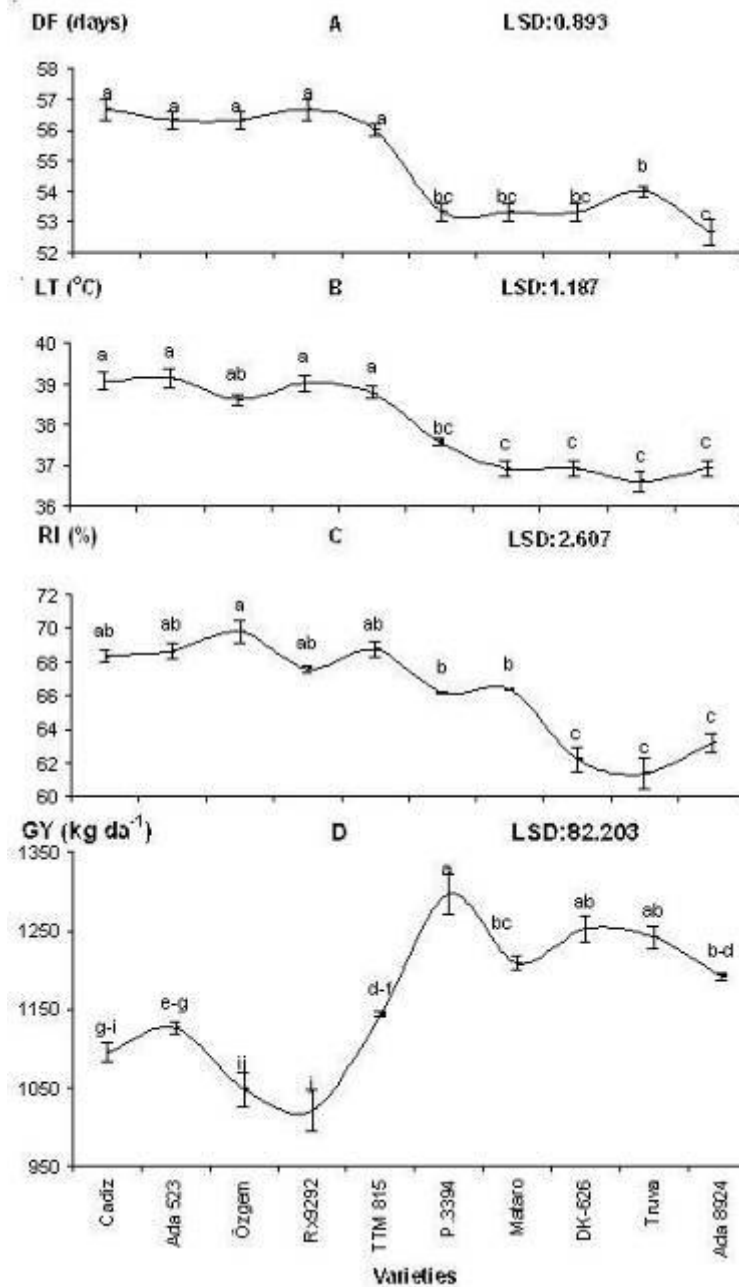 DF (days) A LSD:0.893
58
57
56
55
54
53
52
a a a a a bc bc bc b c
LT (°C) B LSD:1.187
40
39
38
37
36
a a ab a a bc c c c c
RI (%) C LSD:2.607
72
70
68
66
64
62
60
ab ab a ab ab b b c c c
GY (kg da⁻¹) D LSD:82.203
1350
1250
1150
1050
950
g-i e-g ij j d-f a bc ab ab b-d
Cadiz
Ada 523
Özgem
Rx9292
TTM 815
P.3394
Mataro
DK-626
Truva
Ada 8924
Varieties